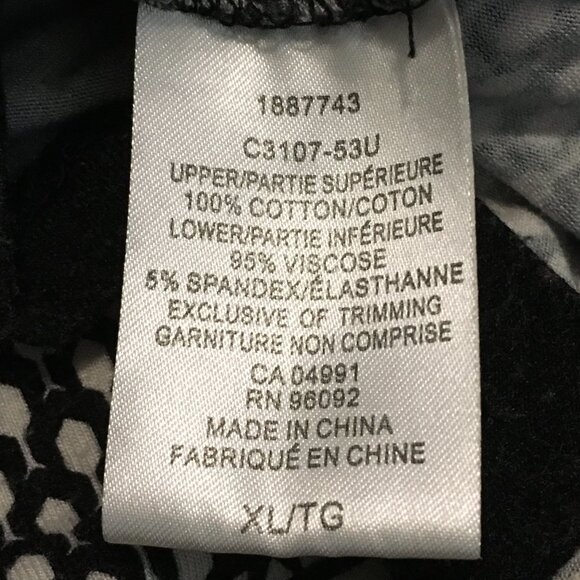 1887743
C3107-53U
UPPER/PARTIE SUPÉRIEURE
100% COTTON/COTON
LOWER/PARTIE INFÉRIEURE
95% VISCOSE
5% SPANDEX/ÉLASTHANNE
EXCLUSIVE OF TRIMMING
GARNITURE NON COMPRISE
CA 04991
RN 96092
MADE IN CHINA
FABRIQUÉ EN CHINE
XL/TG